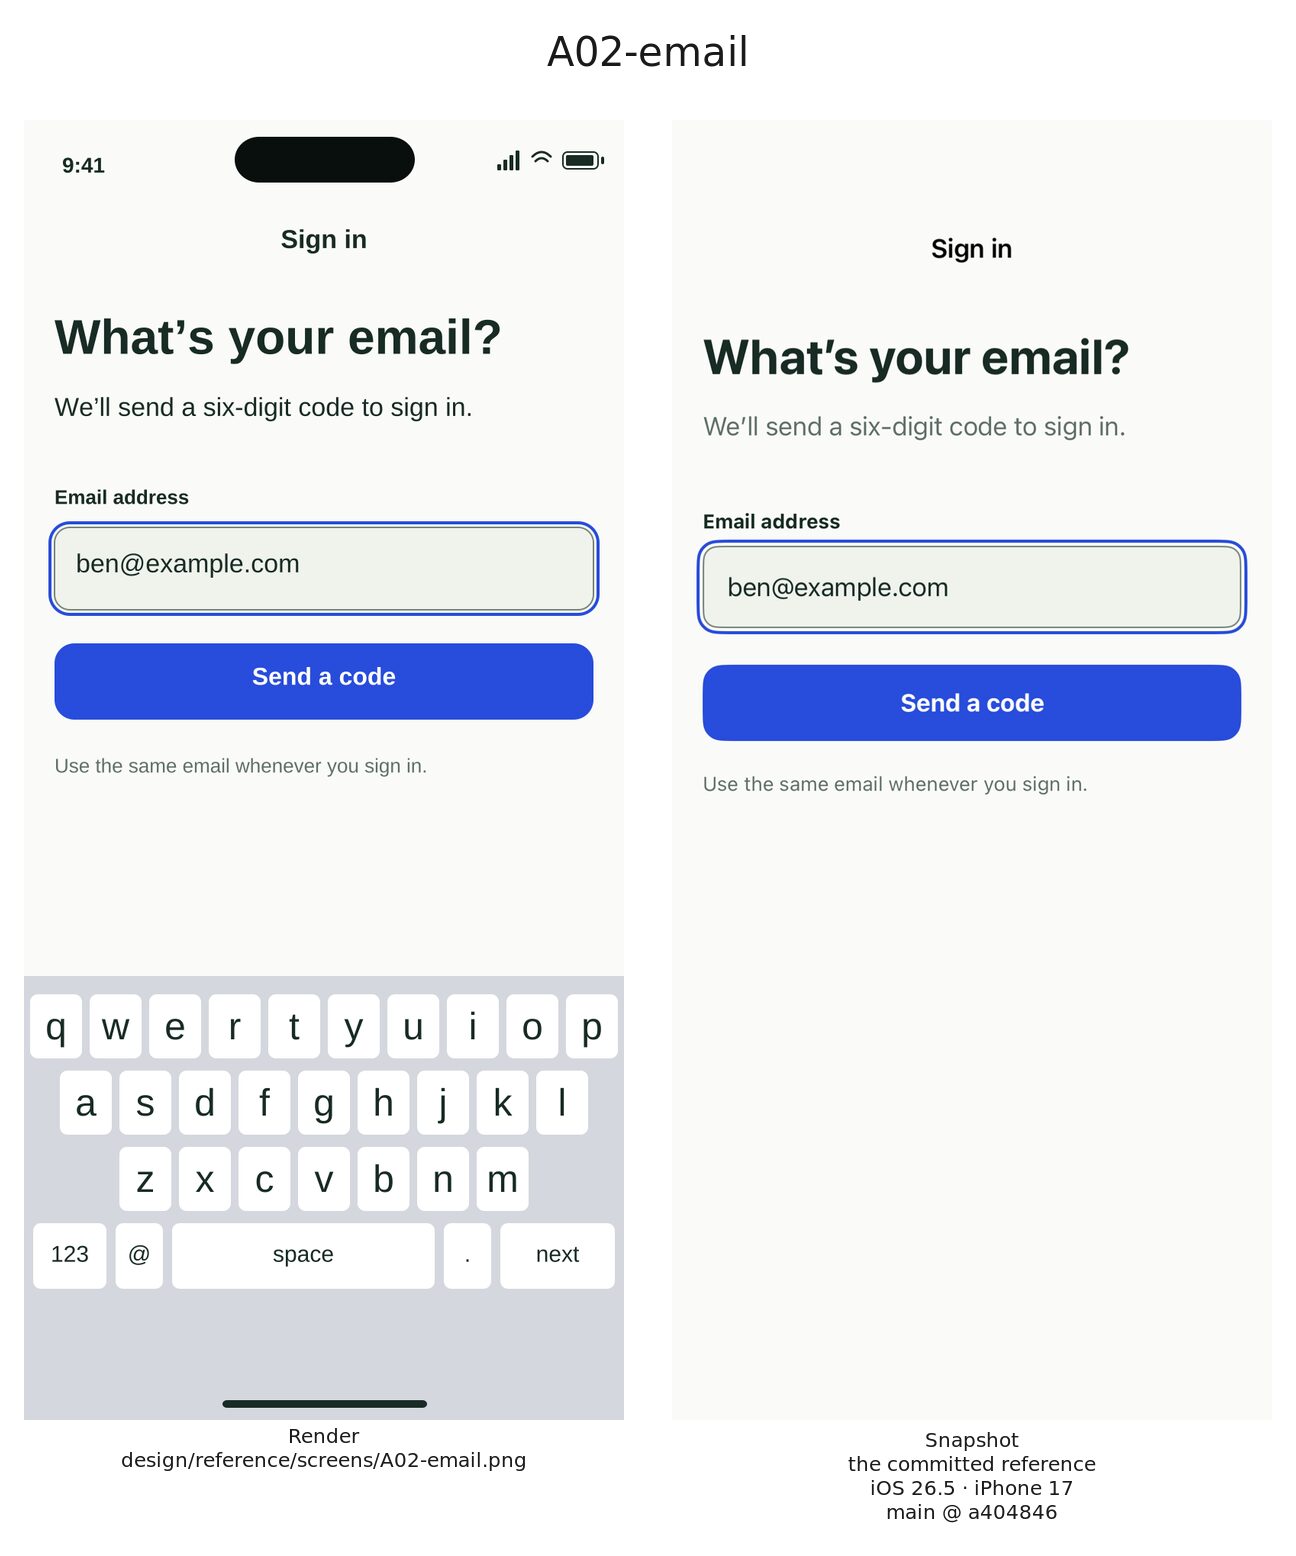 A02-email
9:41
Sign in
What’s your email?
We’ll send a six-digit code to sign in.
Email address
ben@example.com
Send a code
Use the same email whenever you sign in.
q w e r t y u i o p
a s d f g h j k l
z x c v b n m
123 @ space . next
Render
design/reference/screens/A02-email.png
Sign in
What’s your email?
We’ll send a six-digit code to sign in.
Email address
ben@example.com
Send a code
Use the same email whenever you sign in.
Snapshot
the committed reference
iOS 26.5 · iPhone 17
main @ a404846